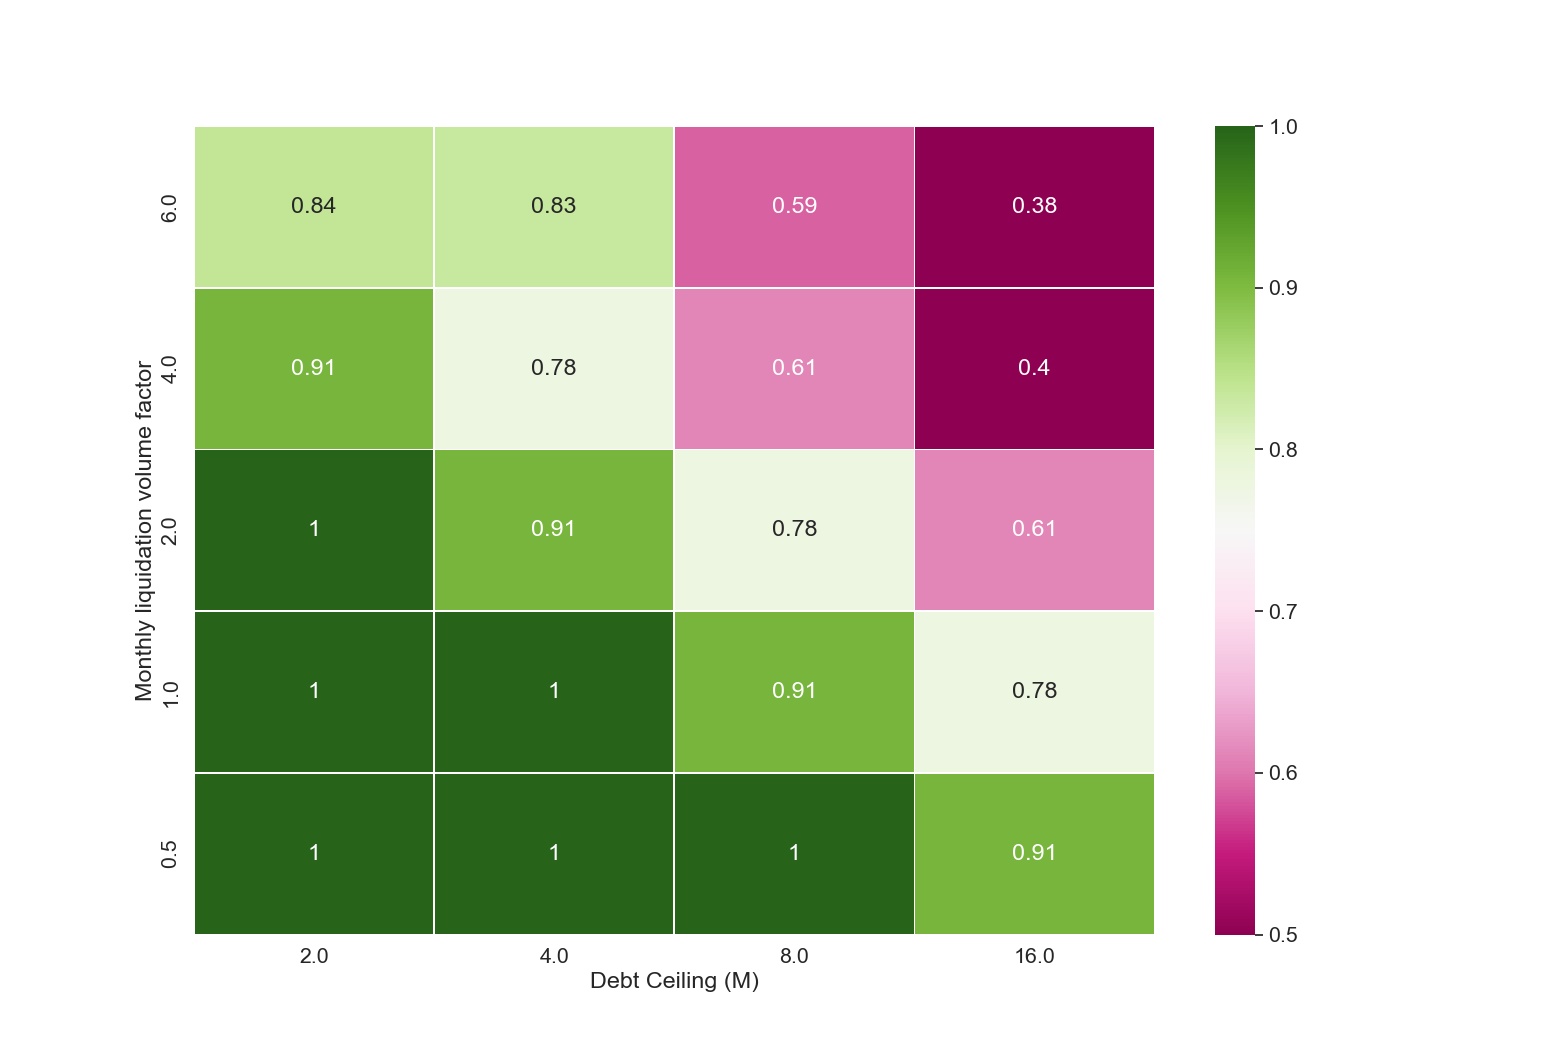 6.0 0.84 0.83 0.59 0.38 1.0
0.9
4.0 0.91 0.78 0.61 0.4
0.8
2.0 1 0.91 0.78 0.61
0.7
1.0 1 1 0.91 0.78
0.6
0.5 1 1 1 0.91
0.5
Monthly liquidation volume factor
2.0 4.0 8.0 16.0
Debt Ceiling (M)